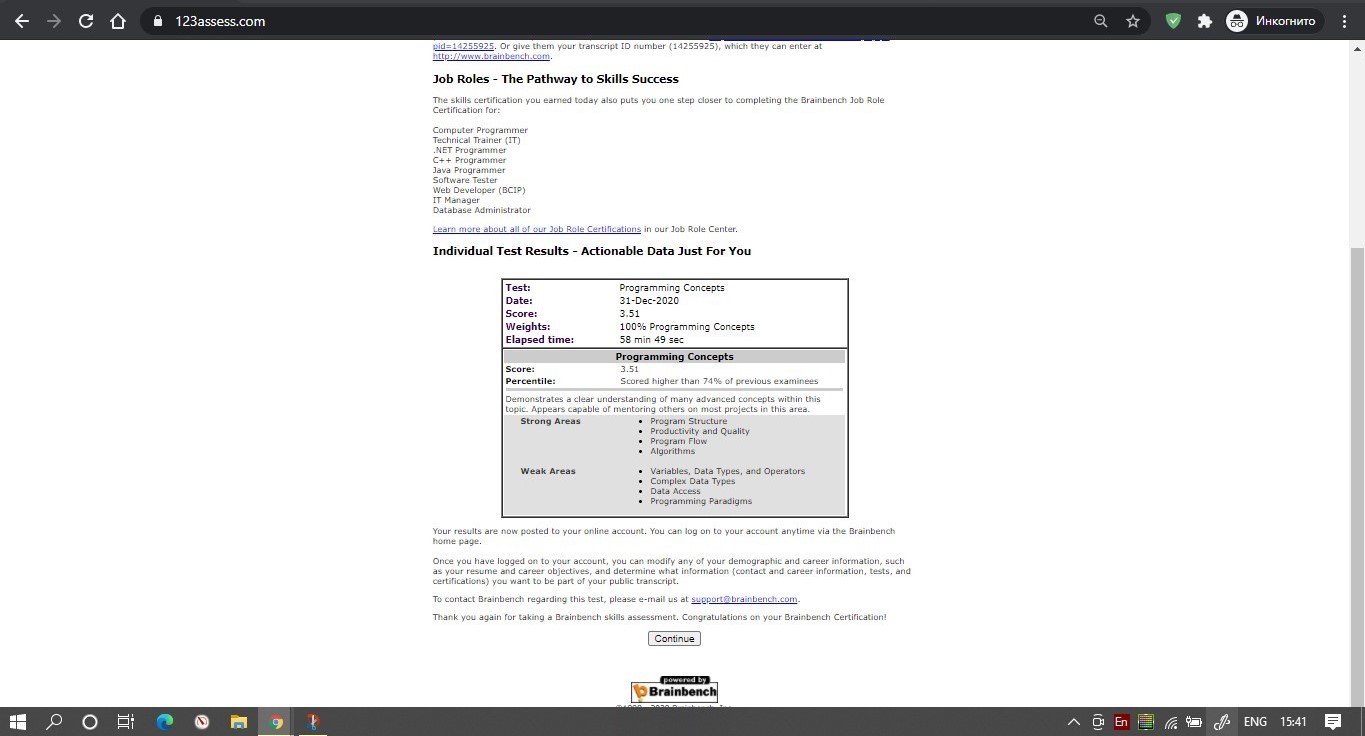 123assess.com
Инкогнито
pid=14255925. Or give them your transcript ID number (14255925), which they can enter at
http://www.brainbench.com.
Job Roles - The Pathway to Skills Success
The skills certification you earned today also puts you one step closer to completing the Brainbench Job Role
Certification for:
Computer Programmer
Technical Trainer (IT)
.NET Programmer
C++ Programmer
Java Programmer
Software Tester
Web Developer (BCIP)
IT Manager
Database Administrator
Learn more about all of our Job Role Certifications in our Job Role Center.
Individual Test Results - Actionable Data Just For You
Test: Programming Concepts
Date: 31-Dec-2020
Score: 3.51
Weights: 100% Programming Concepts
Elapsed time: 58 min 49 sec
Programming Concepts
Score: 3.51
Percentile: Scored higher than 74% of previous examinees
Demonstrates a clear understanding of many advanced concepts within this
topic. Appears capable of mentoring others on most projects in this area.
Strong Areas • Program Structure
• Productivity and Quality
• Program Flow
• Algorithms
Weak Areas • Variables, Data Types, and Operators
• Complex Data Types
• Data Access
• Programming Paradigms
Your results are now posted to your online account. You can log on to your account anytime via the Brainbench
home page.
Once you have logged on to your account, you can modify any of your demographic and career information, such
as your resume and career objectives, and determine what information (contact and career information, tests, and
certifications) you want to be part of your public transcript.
To contact Brainbench regarding this test, please e-mail us at support@brainbench.com.
Thank you again for taking a Brainbench skills assessment. Congratulations on your Brainbench Certification!
Continue
powered by
Brainbench
En
ENG 15:41